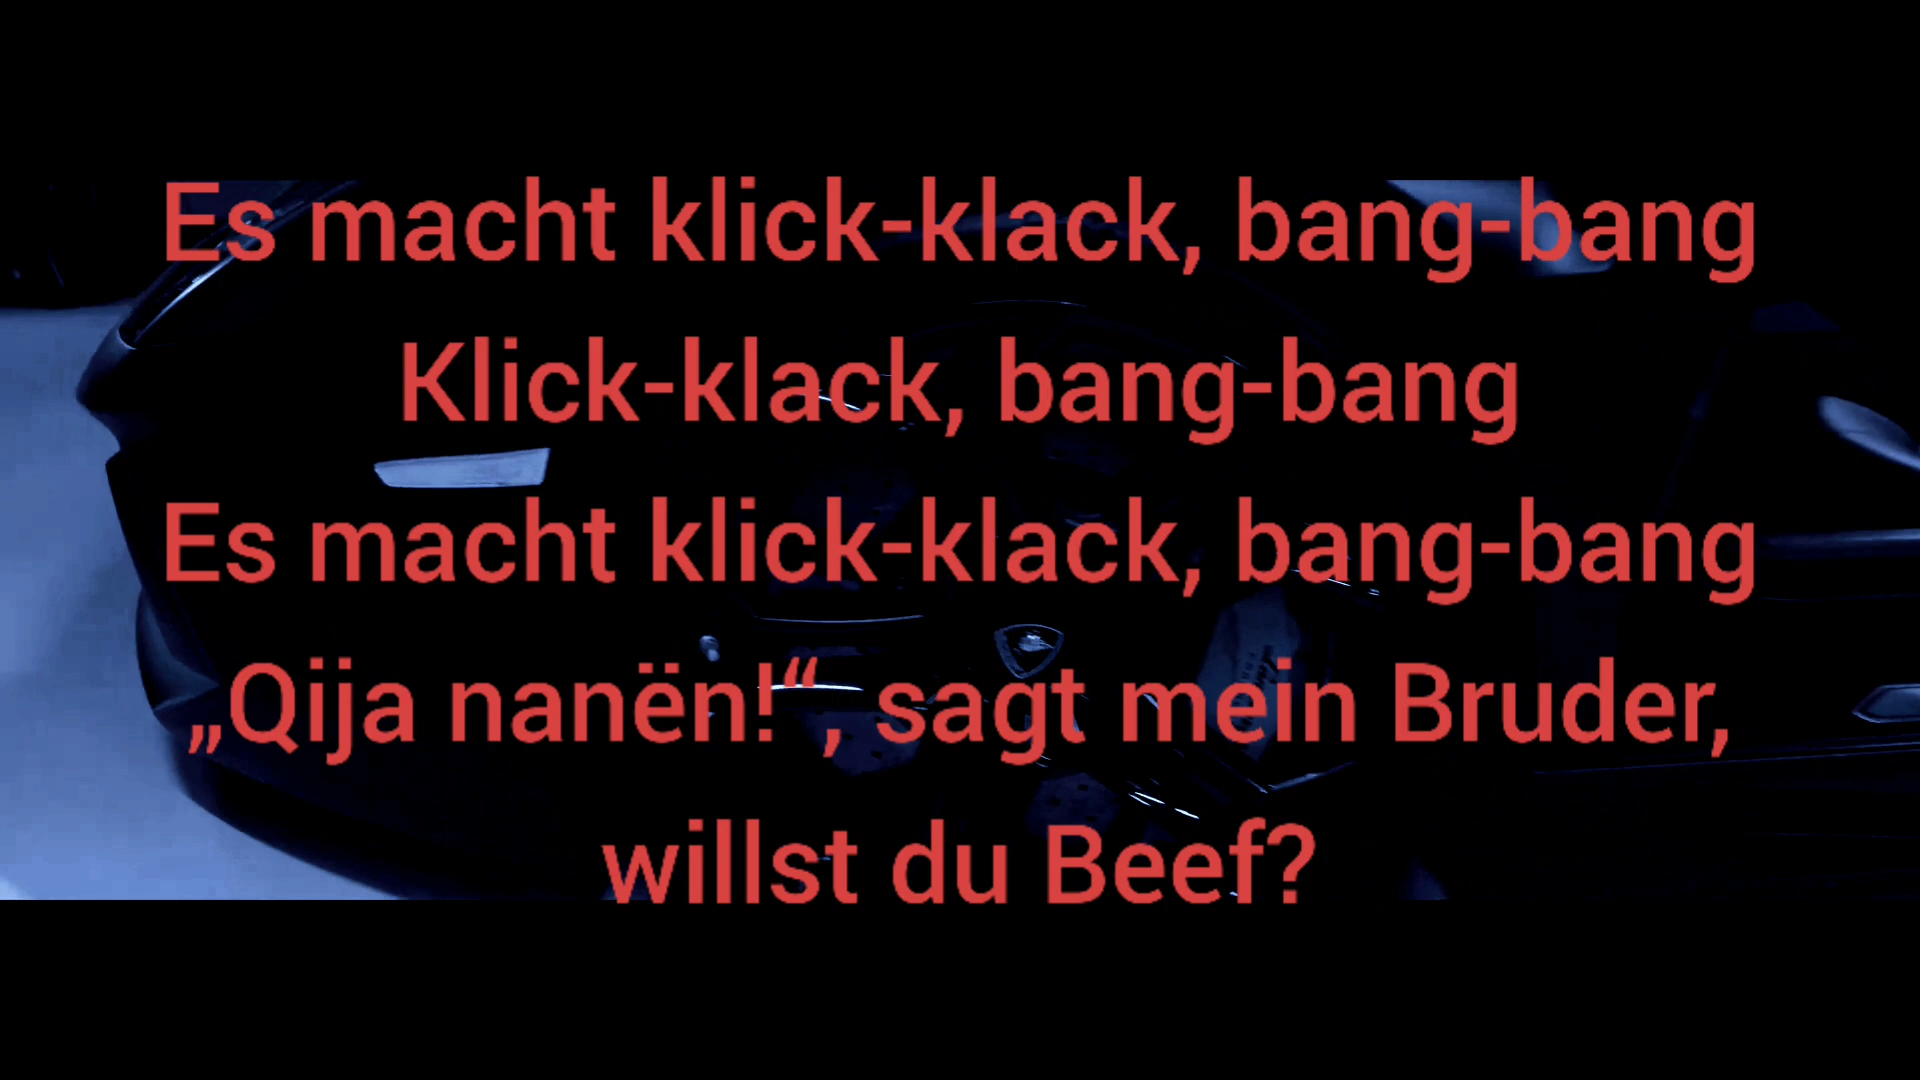 Es macht klick-klack, bang-bang
Klick-klack, bang-bang
Es macht klick-klack, bang-bang
„Qija nanën!“, sagt mein Bruder,
willst du Beef?